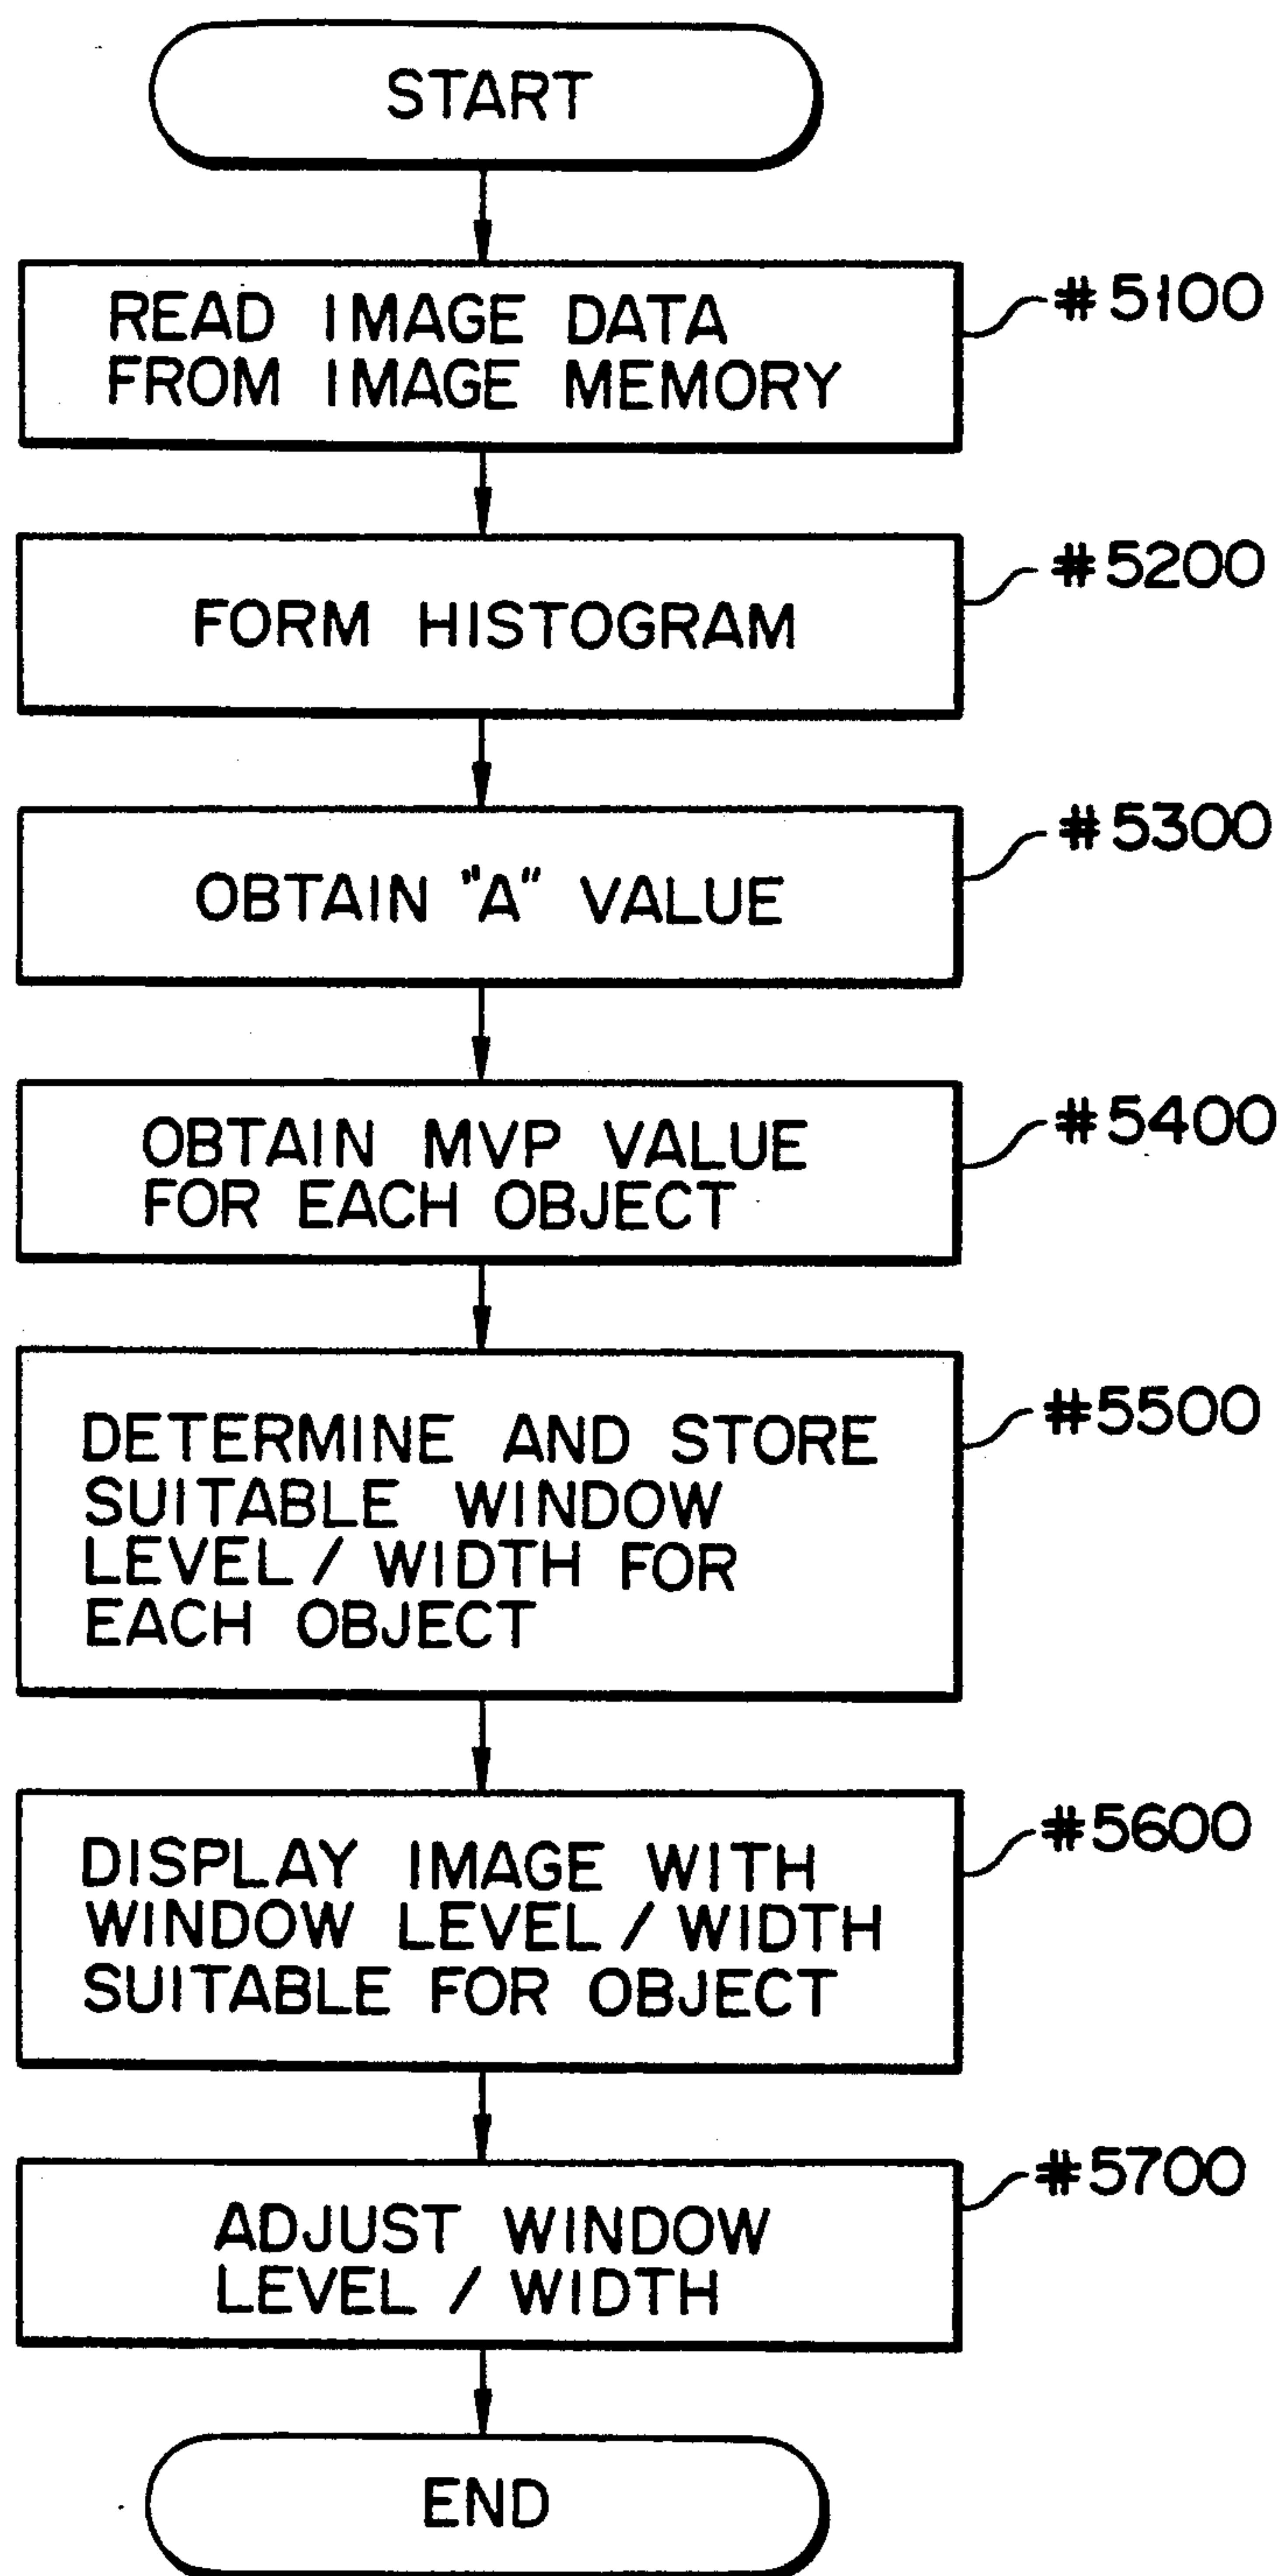 START
READ IMAGE DATA
FROM IMAGE MEMORY
#5100
FORM HISTOGRAM
#5200
OBTAIN "A" VALUE
#5300
OBTAIN MVP VALUE
FOR EACH OBJECT
#5400
DETERMINE AND STORE
SUITABLE WINDOW
LEVEL / WIDTH FOR
EACH OBJECT
#5500
DISPLAY IMAGE WITH
WINDOW LEVEL / WIDTH
SUITABLE FOR OBJECT
#5600
ADJUST WINDOW
LEVEL / WIDTH
#5700
END